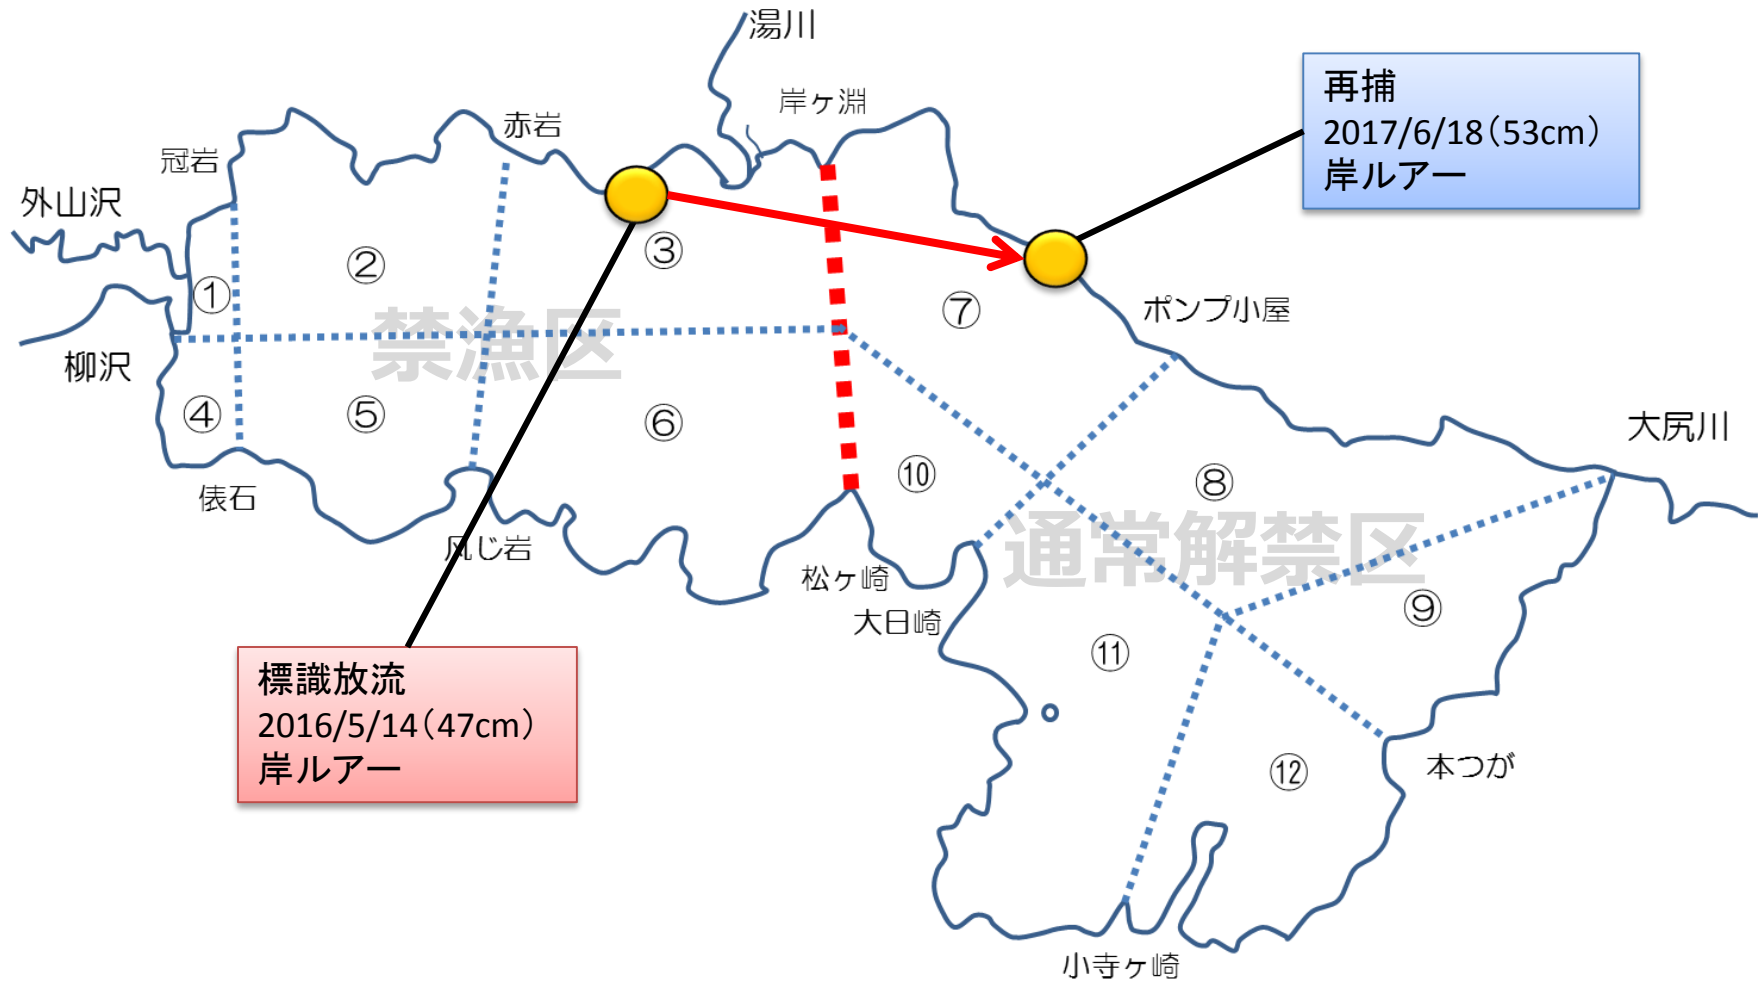 湯川
岸ヶ淵
赤岩
冠岩
外山沢
柳沢
再捕
2017/6/18（53cm）
岸ルアー
①
②
③
④
⑤
⑥
⑦
⑧
⑨
⑩
⑪
⑫
禁漁区
通常解禁区
ポンプ小屋
大尻川
俵石
凧じ岩
松ヶ崎
大日崎
本つが
小寺ヶ崎
標識放流
2016/5/14（47cm）
岸ルアー